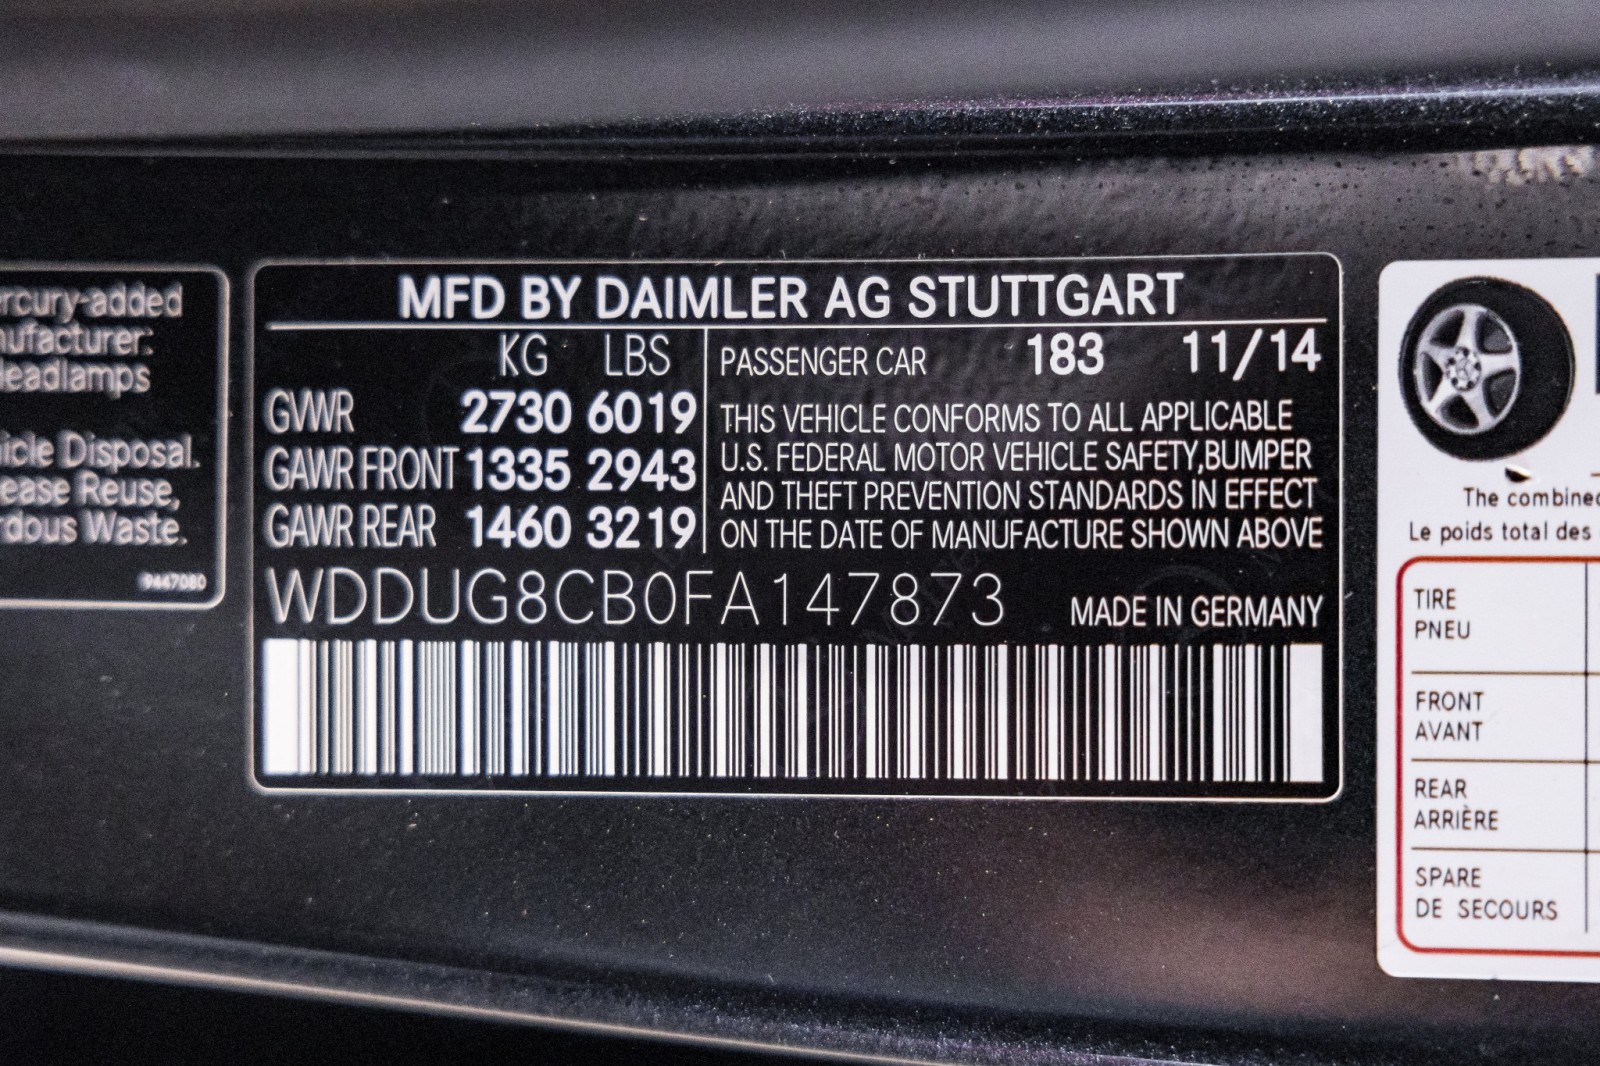 ercury-added
nufacturer:
leadlamps
icle Disposal.
ease Reuse,
rdous Waste.
9447080
MFD BY DAIMLER AG STUTTGART
KG LBS
GVWR 2730 6019
GAWR FRONT 1335 2943
GAWR REAR 1460 3219
PASSENGER CAR 183 11/14
THIS VEHICLE CONFORMS TO ALL APPLICABLE
U.S. FEDERAL MOTOR VEHICLE SAFETY,BUMPER
AND THEFT PREVENTION STANDARDS IN EFFECT
ON THE DATE OF MANUFACTURE SHOWN ABOVE
WDDUG8CB0FA147873 MADE IN GERMANY
The combined
Le poids total des
TIRE
PNEU
FRONT
AVANT
REAR
ARRIÈRE
SPARE
DE SECOURS